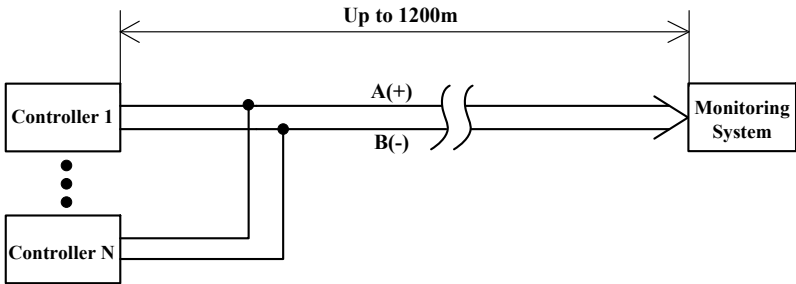 Up to 1200m
A(+)
Controller 1
Monitoring
System
B(-)
Controller N